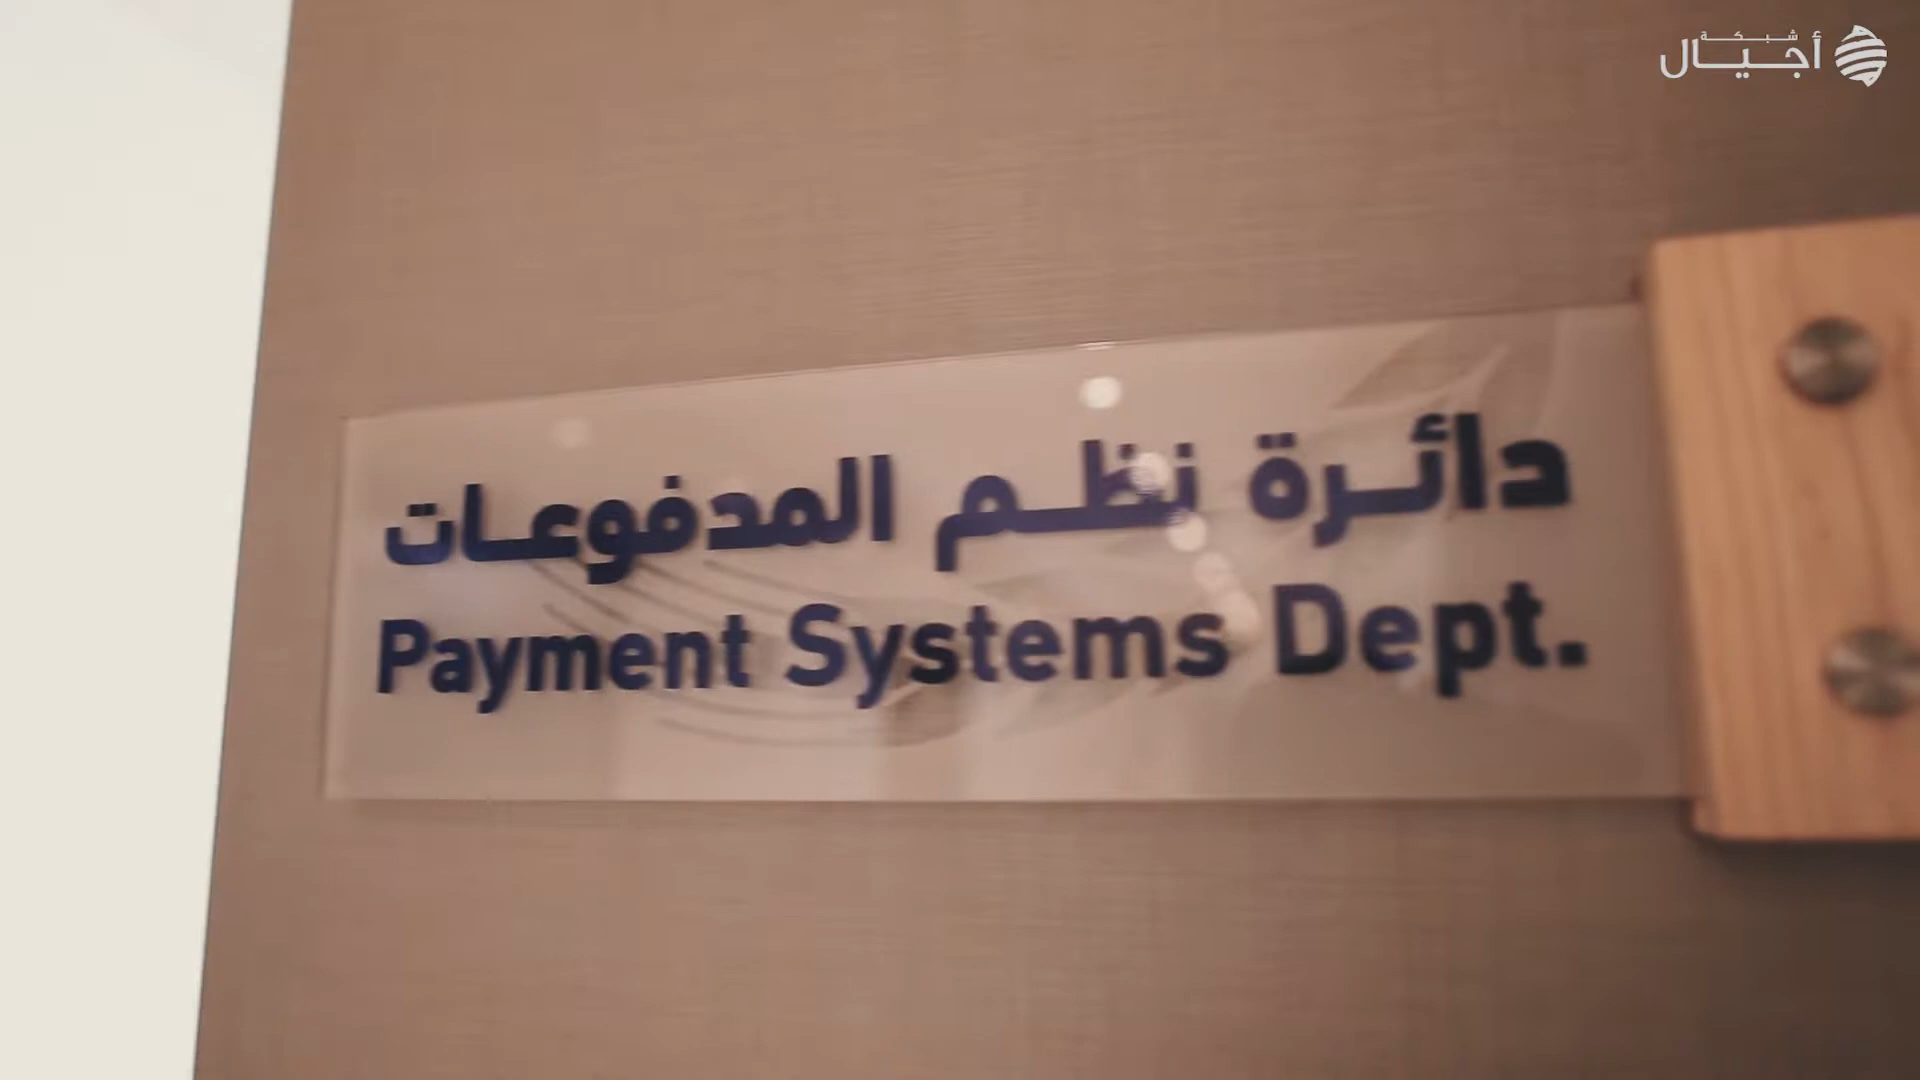 شبكة
أجيال
دائرة نظم المدفوعات
Payment Systems Dept.